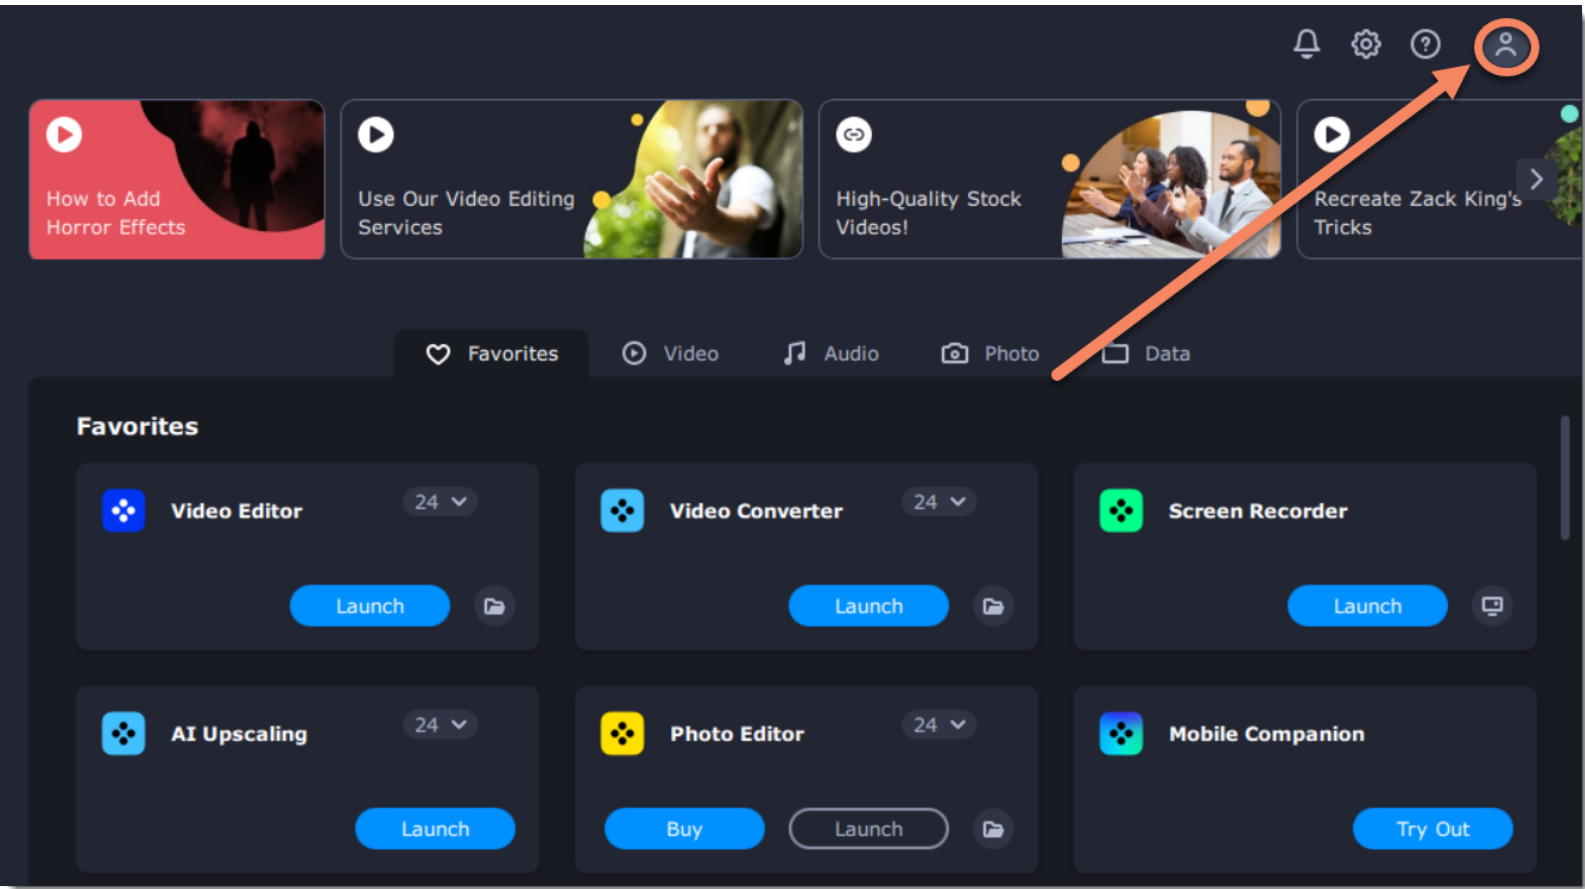 How to Add
Horror Effects
Use Our Video Editing
Services
High-Quality Stock
Videos!
Recreate Zack King's
Tricks
Favorites
Video
Audio
Photo
Data
Favorites
Video Editor
24
Launch
Video Converter
24
Launch
Screen Recorder
Launch
AI Upscaling
24
Launch
Photo Editor
24
Buy
Launch
Mobile Companion
Try Out